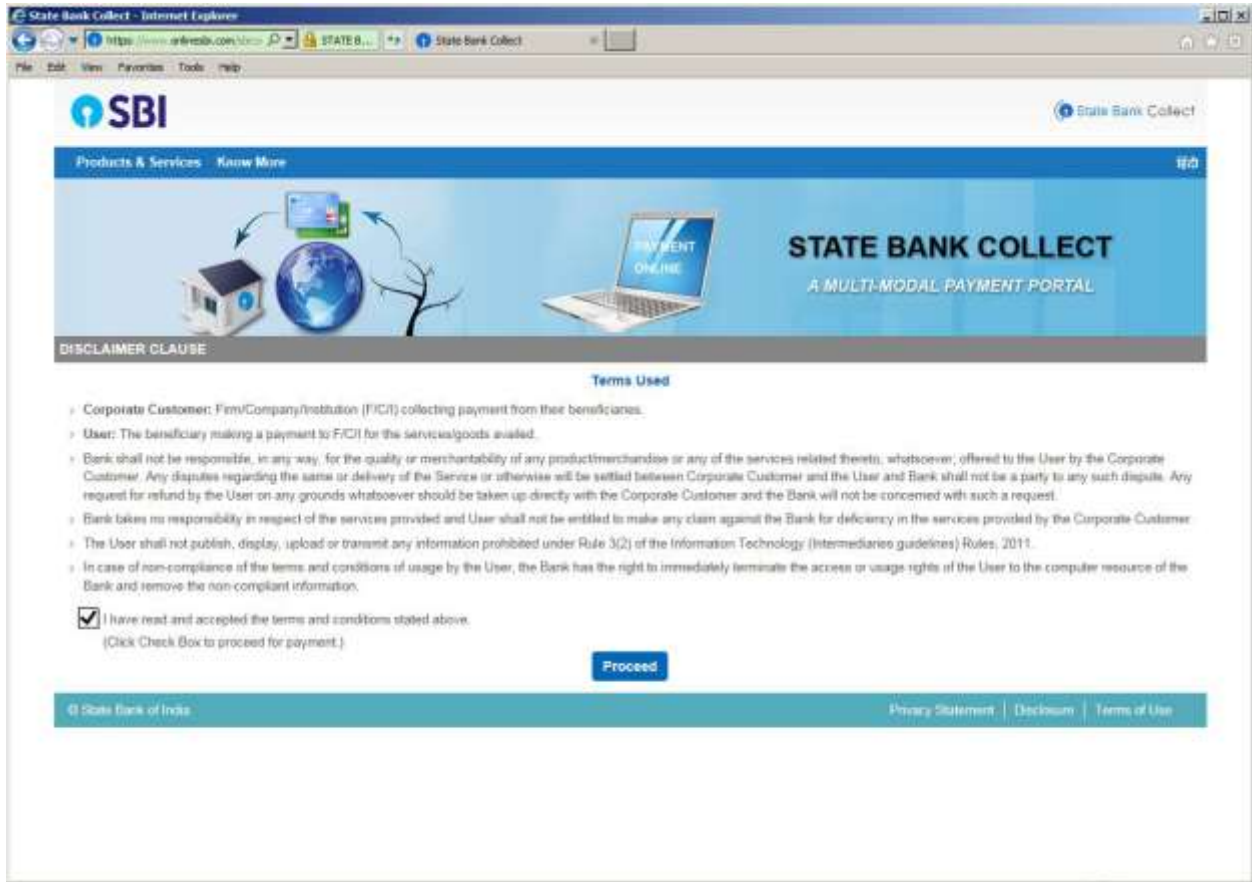 State Bank Collect - Internet Explorer
https://www.onlinesbi.com/sbico STATE B... State Bank Collect
File Edit View Favorites Tools Help
SBI
State Bank Collect
Products & Services Know More हिंदी
PAYMENT
ONLINE
STATE BANK COLLECT
A MULTI-MODAL PAYMENT PORTAL
DISCLAIMER CLAUSE
Terms Used
Corporate Customer: Firm/Company/Institution (F/C/I) collecting payment from their beneficiaries.
User: The beneficiary making a payment to F/C/I for the services/goods availed.
Bank shall not be responsible, in any way, for the quality or merchantability of any product/merchandise or any of the services related thereto, whatsoever, offered to the User by the Corporate
Customer. Any disputes regarding the same or delivery of the Service or otherwise will be settled between Corporate Customer and the User and Bank shall not be a party to any such dispute. Any
request for refund by the User on any grounds whatsoever should be taken up directly with the Corporate Customer and the Bank will not be concerned with such a request.
Bank takes no responsibility in respect of the services provided and User shall not be entitled to make any claim against the Bank for deficiency in the services provided by the Corporate Customer
The User shall not publish, display, upload or transmit any information prohibited under Rule 3(2) of the Information Technology (Intermediaries guidelines) Rules, 2011.
In case of non-compliance of the terms and conditions of usage by the User, the Bank has the right to immediately terminate the access or usage rights of the User to the computer resource of the
Bank and remove the non-compliant information.
I have read and accepted the terms and conditions stated above.
(Click Check Box to proceed for payment.)
Proceed
© State Bank of India Privacy Statement | Disclosure | Terms of Use